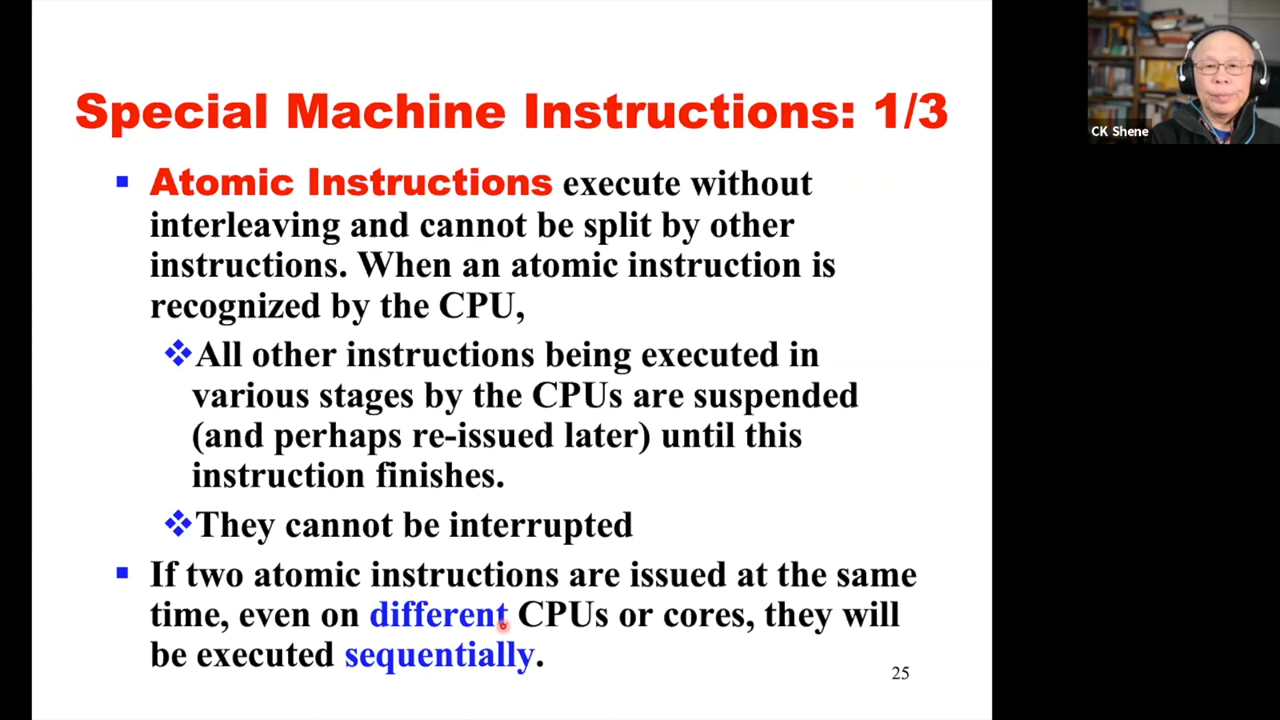 Special Machine Instructions: 1/3
Atomic Instructions execute without
interleaving and cannot be split by other
instructions. When an atomic instruction is
recognized by the CPU,
All other instructions being executed in
various stages by the CPUs are suspended
(and perhaps re-issued later) until this
instruction finishes.
They cannot be interrupted
If two atomic instructions are issued at the same
time, even on different CPUs or cores, they will
be executed sequentially.
25
CK Shene